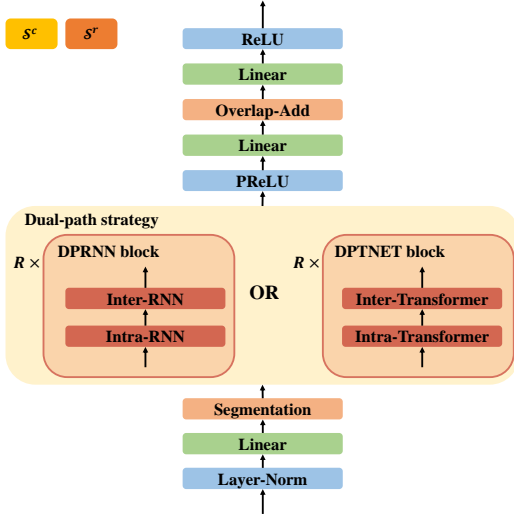 𝓢ᶜ
𝓢ʳ
ReLU
Linear
Overlap-Add
Linear
PReLU
Dual-path strategy
R ×
DPRNN block
Inter-RNN
Intra-RNN
OR
R ×
DPTNET block
Inter-Transformer
Intra-Transformer
Segmentation
Linear
Layer-Norm